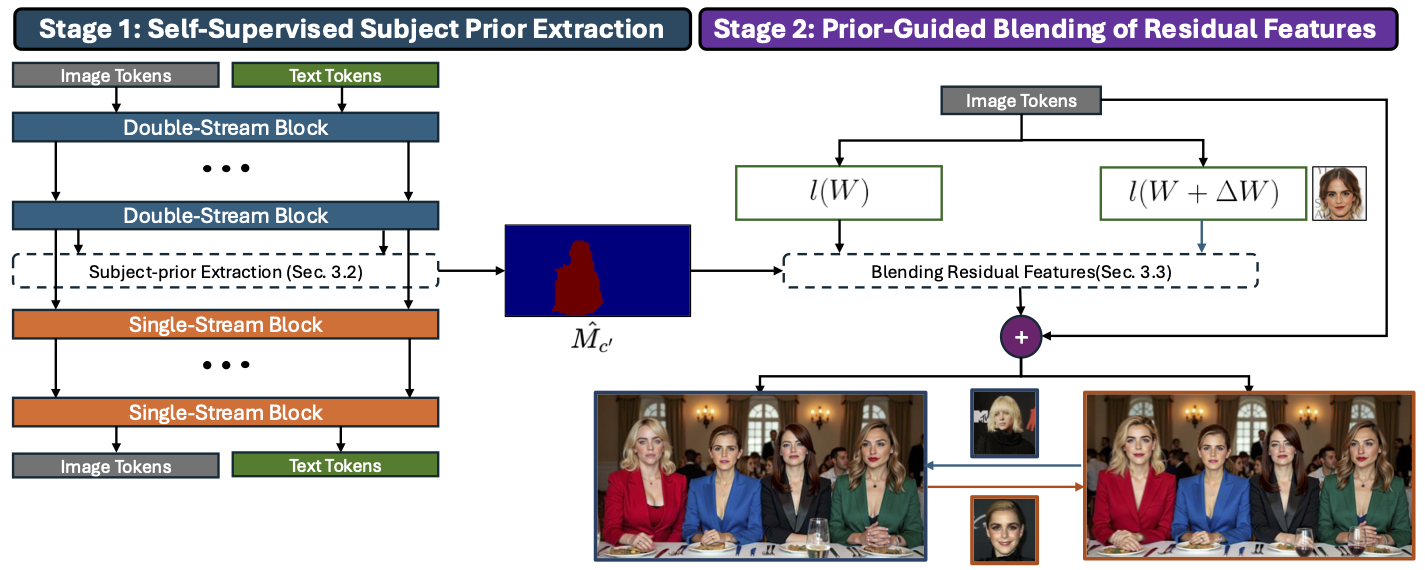 Stage 1: Self-Supervised Subject Prior Extraction
Stage 2: Prior-Guided Blending of Residual Features
Image Tokens
Text Tokens
Double-Stream Block
• • •
Double-Stream Block
Subject-prior Extraction (Sec. 3.2)
Single-Stream Block
• • •
Single-Stream Block
Image Tokens
Text Tokens
M̂c′
Image Tokens
l(W)
l(W + ΔW)
Blending Residual Features(Sec. 3.3)
+
MTV